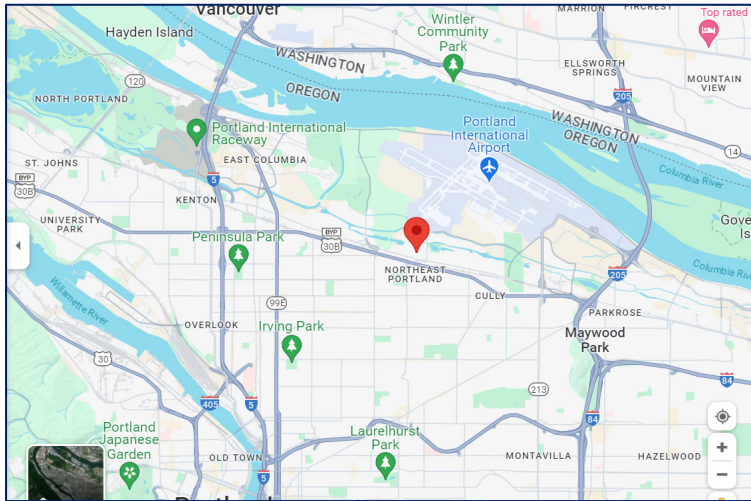 Vancouver
Hayden Island
Wintler
Community
Park
MARRION
FIRCREST
Top rated
ELLSWORTH
SPRINGS
MOUNTAIN
VIEW
WASHINGTON
OREGON
205
120
NORTH PORTLAND
Portland International
Raceway
EAST COLUMBIA
Portland
International
Airport
WASHINGTON
OREGON
14
Columbia River
ST. JOHNS
BYP
30B
5
KENTON
UNIVERSITY
PARK
Peninsula Park
BYP
30B
NORTHEAST
PORTLAND
CULLY
205
Columbia River
PARKROSE
Maywood
Park
Willamette River
99E
OVERLOOK
Irving Park
30
213
84
84
405
5
Portland
Japanese
Garden
OLD TOWN
5
Laurelhurst
Park
MONTAVILLA
HAZELWOOD